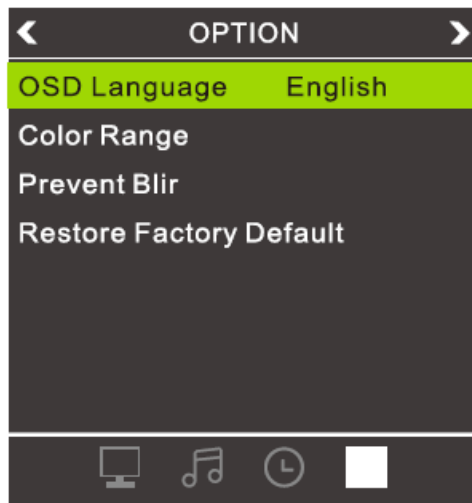 OPTION
OSD Language English
Color Range
Prevent Blir
Restore Factory Default